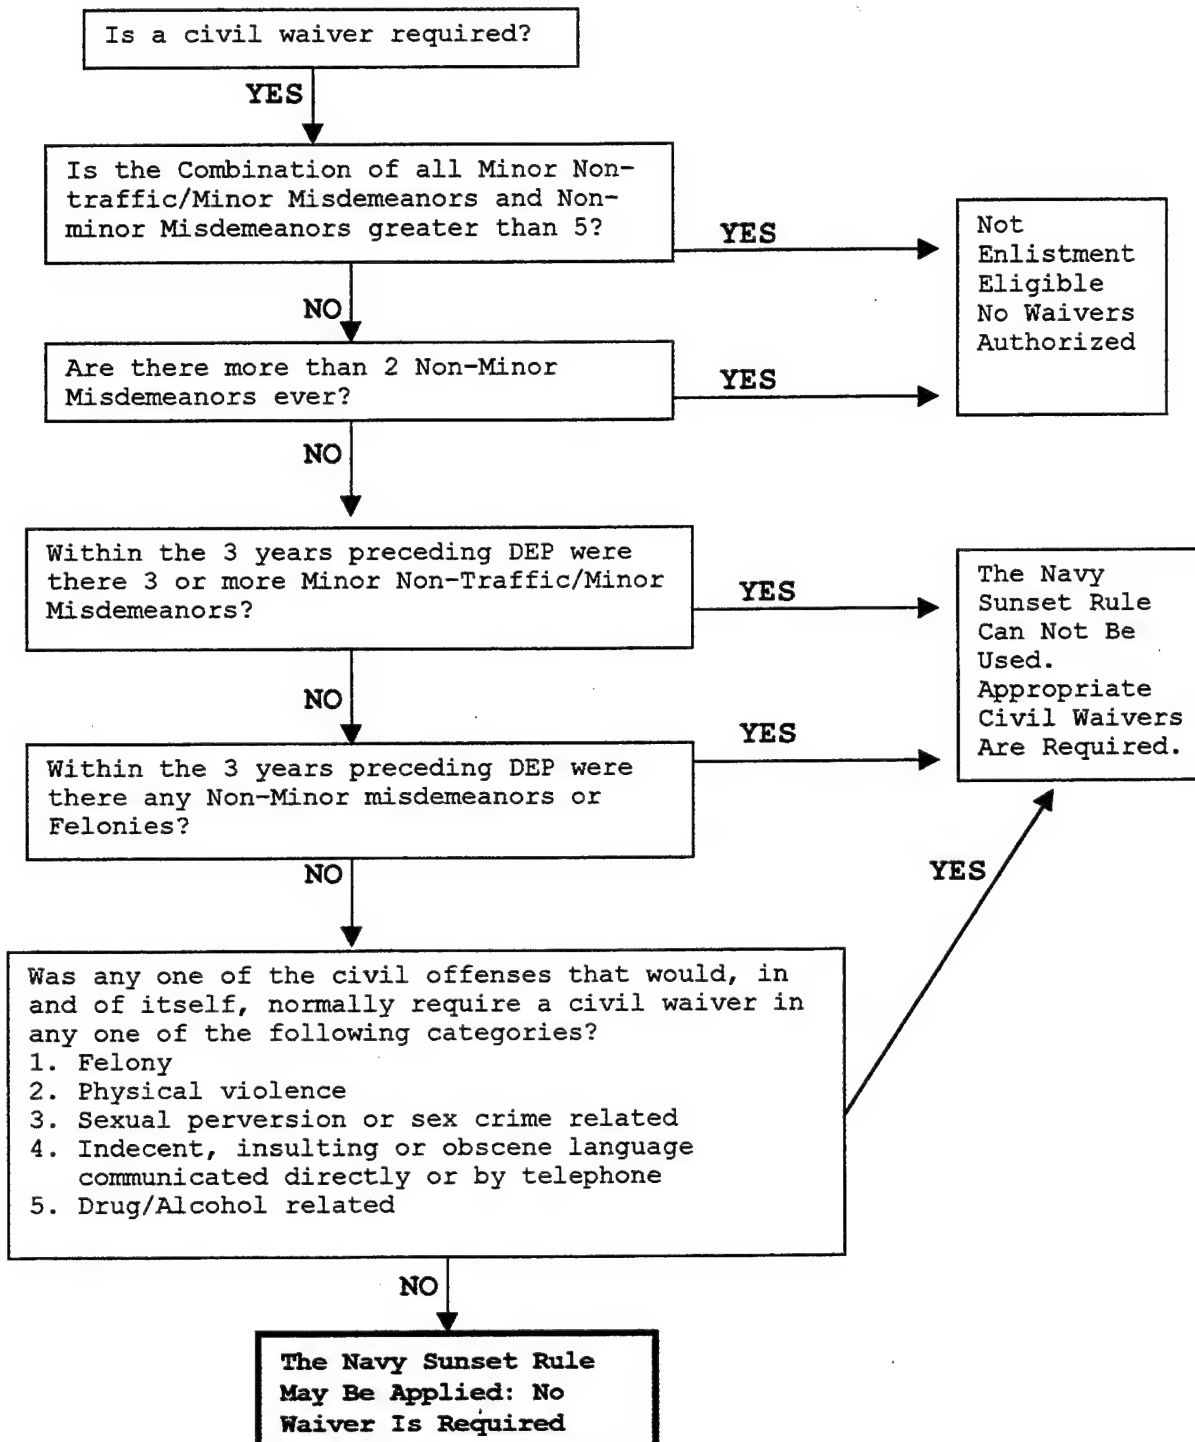 Is a civil waiver required?
YES
Is the Combination of all Minor Non-
traffic/Minor Misdemeanors and Non-
minor Misdemeanors greater than 5?
YES
Not
Enlistment
Eligible
No Waivers
Authorized
NO
Are there more than 2 Non-Minor
Misdemeanors ever?
YES
NO
Within the 3 years preceding DEP were
there 3 or more Minor Non-Traffic/Minor
Misdemeanors?
YES
The Navy
Sunset Rule
Can Not Be
Used.
Appropriate
Civil Waivers
Are Required.
NO
Within the 3 years preceding DEP were
there any Non-Minor misdemeanors or
Felonies?
YES
NO
YES
Was any one of the civil offenses that would, in
and of itself, normally require a civil waiver in
any one of the following categories?
1. Felony
2. Physical violence
3. Sexual perversion or sex crime related
4. Indecent, insulting or obscene language
communicated directly or by telephone
5. Drug/Alcohol related
NO
The Navy Sunset Rule
May Be Applied: No
Waiver Is Required